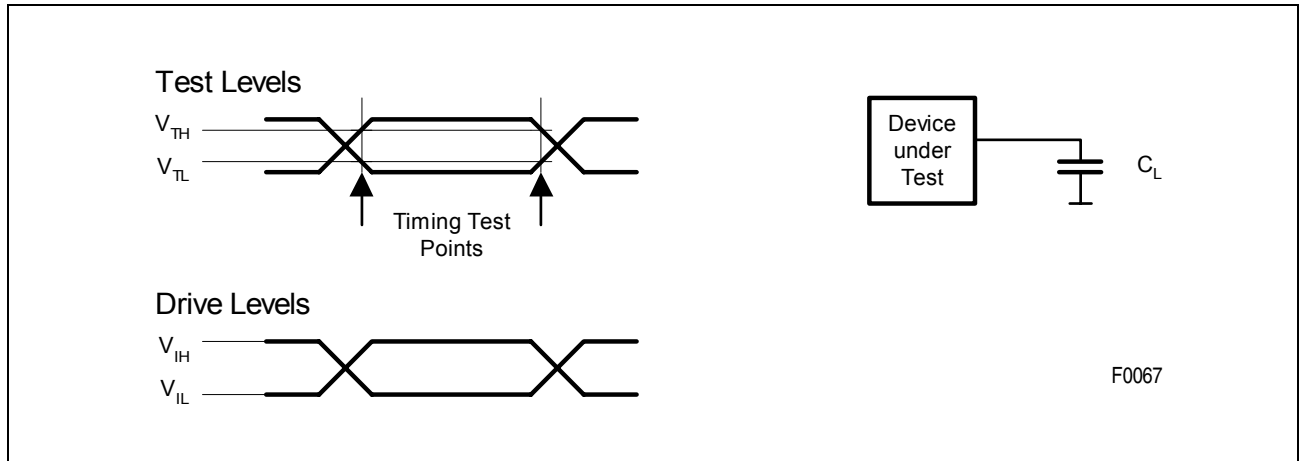 Test Levels
V_TH
V_TL
Timing Test
Points
Device
under
Test
C_L
Drive Levels
V_IH
V_IL
F0067